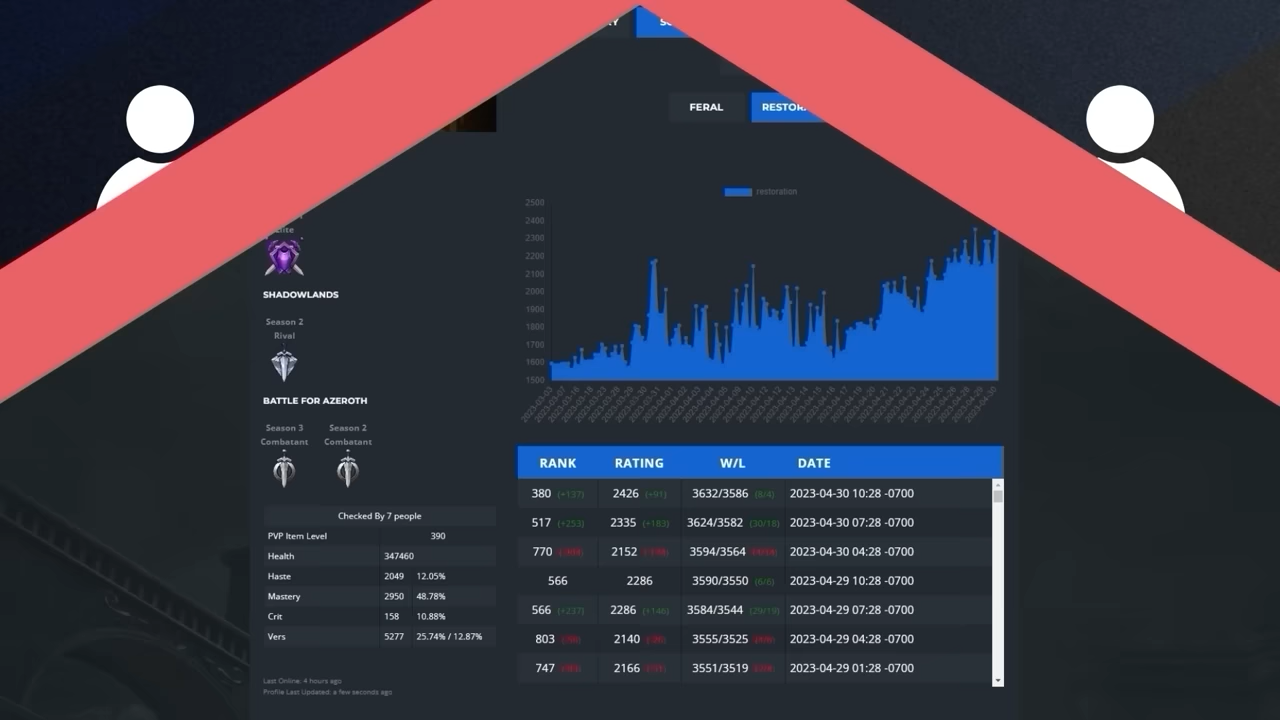 FERAL
restoration
2500
2400
2300
2200
2100
2000
1900
1800
1700
1600
1500
SHADOWLANDS
Season 2
Rival
BATTLE FOR AZEROTH
Season 3 Season 2
Combatant Combatant
Checked By 7 people
PVP Item Level 390
Health 347460
Haste 2049 12.05%
Mastery 2950 48.78%
Crit 158 10.88%
Vers 5277 25.74% / 12.87%
Last Online: 4 hours ago
Profile Last Updated: a few seconds ago
RANK RATING W/L DATE
380 (+137) 2426 (+91) 3632/3586 (8/4) 2023-04-30 10:28 -0700
517 (+253) 2335 (+183) 3624/3582 (30/18) 2023-04-30 07:28 -0700
770 2152 3594/3564 2023-04-30 04:28 -0700
566 2286 3590/3550 (6/6) 2023-04-29 10:28 -0700
566 (+237) 2286 (+146) 3584/3544 (29/19) 2023-04-29 07:28 -0700
803 2140 3555/3525 2023-04-29 04:28 -0700
747 2166 3551/3519 2023-04-29 01:28 -0700